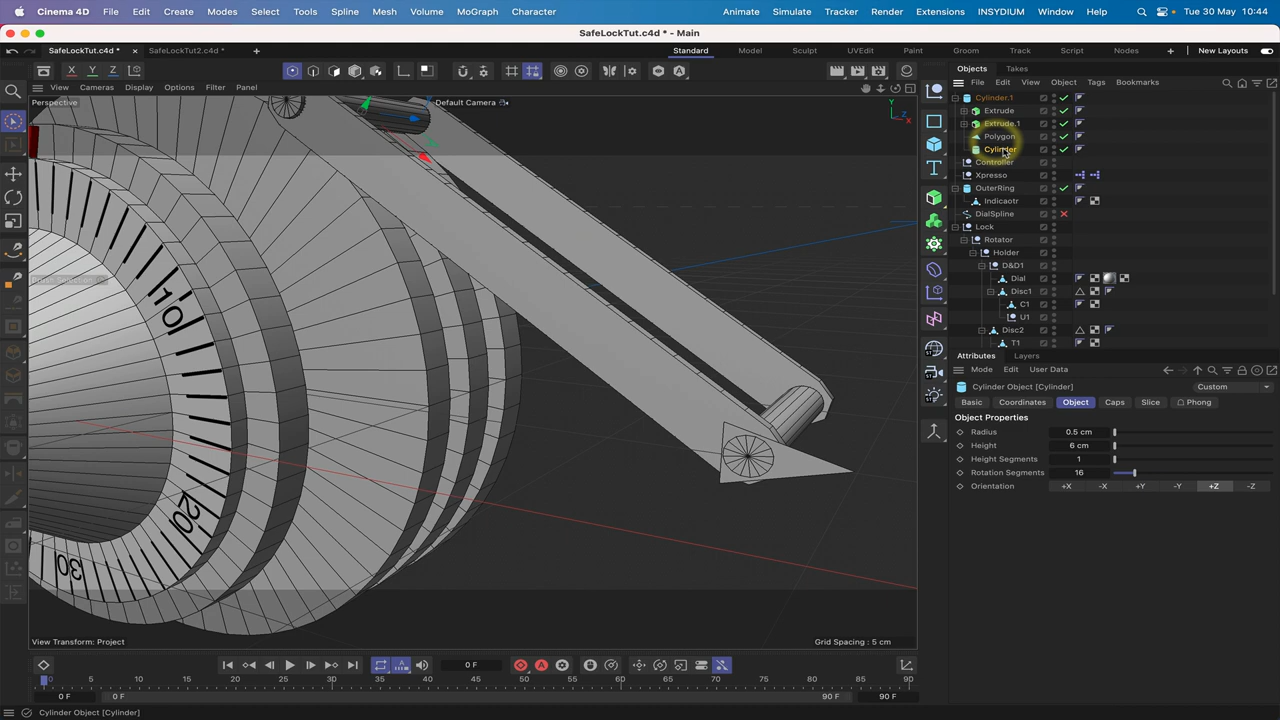 Cinema 4D File Edit Create Modes Select Tools Spline Mesh Volume MoGraph Character Animate Simulate Tracker Render Extensions INSYDIUM Window Help Tue 30 May 10:44
SafeLockTut.c4d * - Main
SafeLockTut.c4d * SafeLockTut2.c4d * Standard Model Sculpt UVEdit Paint Groom Track Script Nodes New Layouts
X Y Z
Objects Takes
File Edit View Object Tags Bookmarks
View Cameras Display Options Filter Panel
Perspective Default Camera
Y X Z
Cylinder.1
Extrude
Extrude.1
Polygon
Cylinder
Controller
Xpresso
OuterRing
Indicaotr
DialSpline
Lock
Rotator
Holder
D&D1
Dial
Disc1
C1
U1
Disc2
T1
10
20
30
Attributes Layers
Mode Edit User Data
Cylinder Object [Cylinder] Custom
Basic Coordinates Object Caps Slice Phong
Object Properties
Radius 0.5 cm
Height 6 cm
Height Segments 1
Rotation Segments 16
Orientation +X -X +Y -Y +Z -Z
View Transform: Project Grid Spacing : 5 cm
0 F
0 5 10 15 20 25 30 35 40 45 50 55 60 65 70 75 80 85 90
0 F 0 F 90 F 90 F
Cylinder Object [Cylinder]